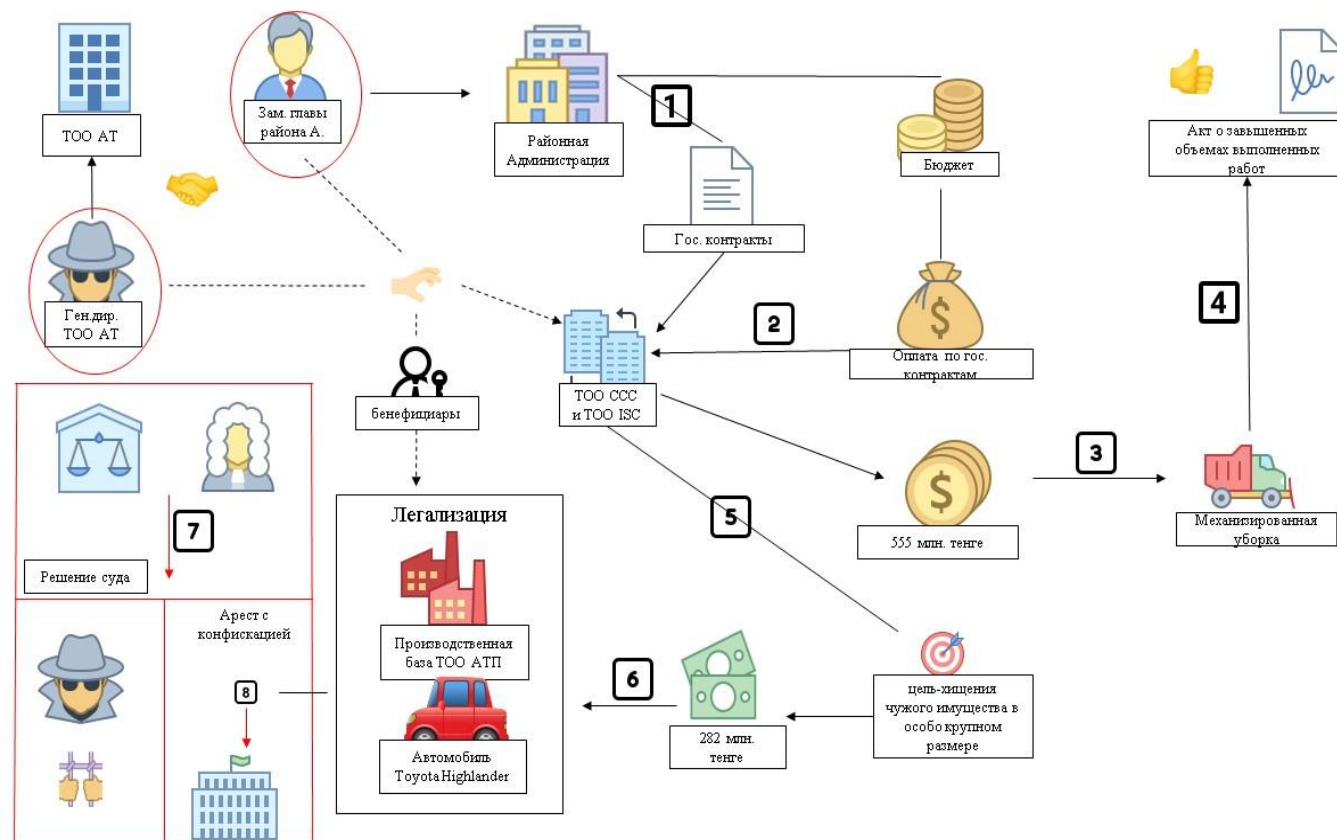 ТОО АТ
Зам. главы
района А.
Районная
Администрация
1
Гос. контракты
Бюджет
Акт о завышенных
объемах выполненных
работ
Ген.дир.
ТОО АТ
2
Оплата по гос.
контрактам
4
бенефициары
ТОО ССС
и ТОО ISC
3
555 млн. тенге
Механизированная
уборка
7
Решение суда
Легализация
5
Производственная
база ТОО АТП
Арест с
конфискацией
8
Автомобиль
Toyota Highlander
6
282 млн.
тенге
цель-хищения
чужого имущества в
особо крупном
размере